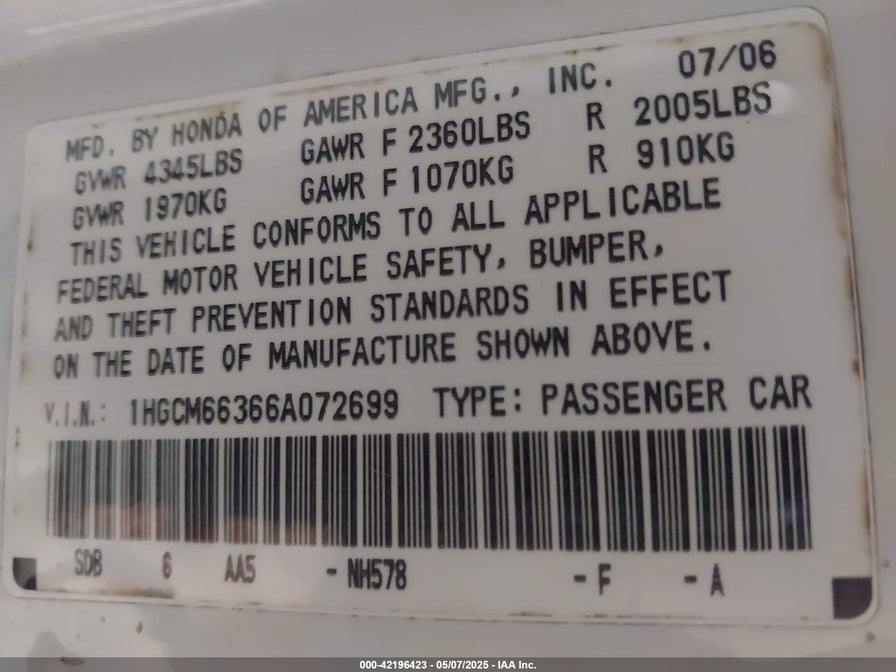 MFD. BY HONDA OF AMERICA MFG., INC. 07/06
GVWR 4345LBS GAWR F 2360LBS R 2005LBS
GVWR 1970KG GAWR F 1070KG R 910KG
THIS VEHICLE CONFORMS TO ALL APPLICABLE
FEDERAL MOTOR VEHICLE SAFETY, BUMPER,
AND THEFT PREVENTION STANDARDS IN EFFECT
ON THE DATE OF MANUFACTURE SHOWN ABOVE.
V.I.N.: 1HGCM66366A072699 TYPE: PASSENGER CAR
SDB 6 AA5 -NH578 -F -A
000-42196423 - 05/07/2025 - IAA Inc.